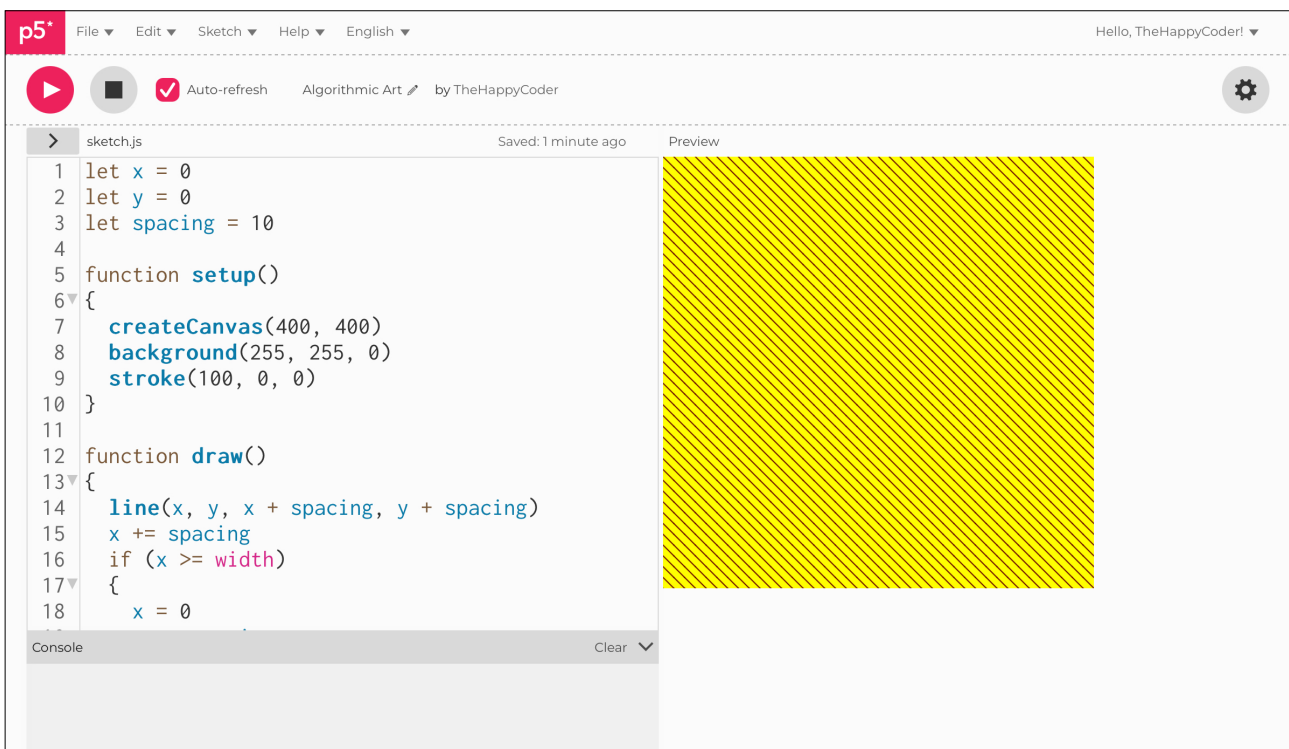 p5* File Edit Sketch Help English Hello, TheHappyCoder!
Auto-refresh Algorithmic Art by TheHappyCoder
sketch.js Saved: 1 minute ago Preview
1 let x = 0
2 let y = 0
3 let spacing = 10
4
5 function setup()
6 {
7 createCanvas(400, 400)
8 background(255, 255, 0)
9 stroke(100, 0, 0)
10 }
11
12 function draw()
13 {
14 line(x, y, x + spacing, y + spacing)
15 x += spacing
16 if (x >= width)
17 {
18 x = 0
Console Clear